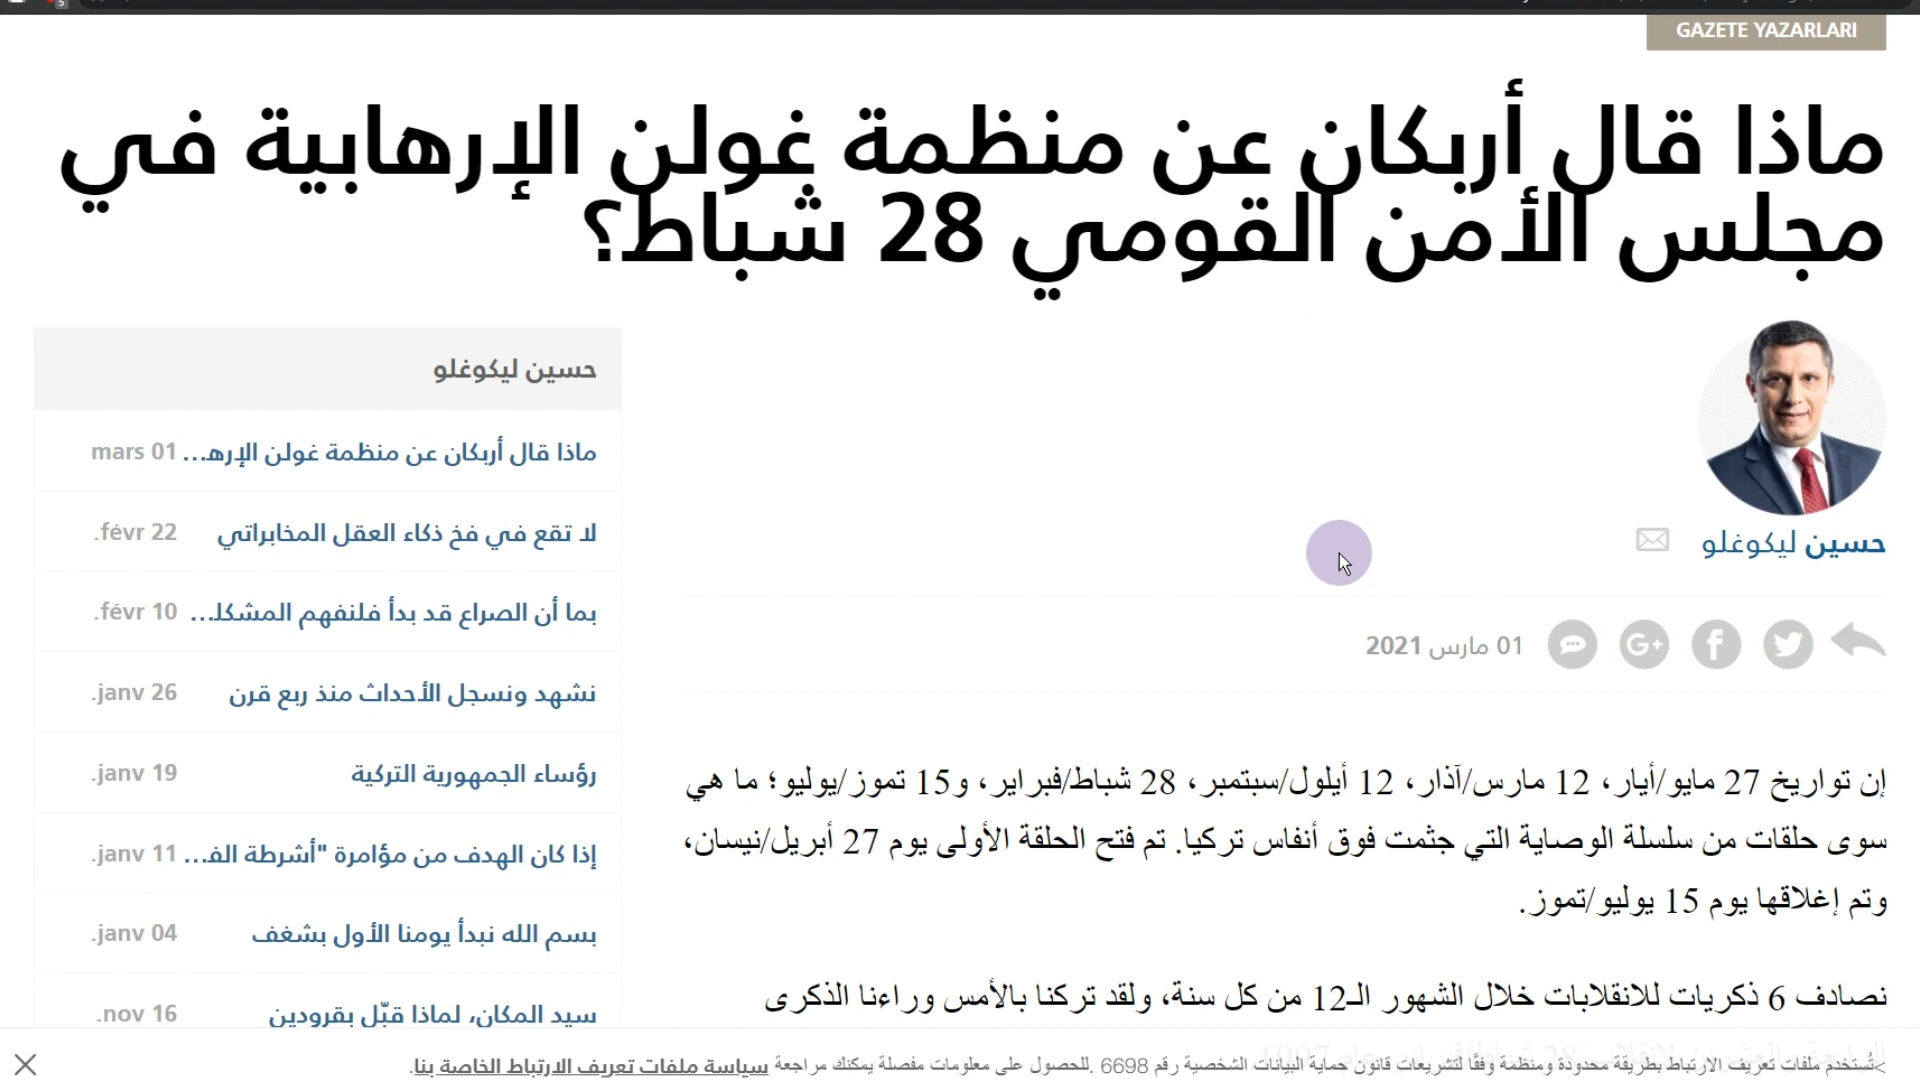 GAZETE YAZARLARI
ماذا قال أربكان عن منظمة غولن الإرهابية في
مجلس الأمن القومي 28 شباط؟
حسين ليكوغلو
01 مارس 2021
إن تواريخ 27 مايو/أيار، 12 مارس/آذار، 12 أيلول/سبتمبر، 28 شباط/فبراير، و15 تموز/يوليو؛ ما هي
سوى حلقات من سلسلة الوصاية التي جثمت فوق أنفاس تركيا. تم فتح الحلقة الأولى يوم 27 أبريل/نيسان،
وتم إغلاقها يوم 15 يوليو/تموز.
نصادف 6 ذكريات للانقلابات خلال الشهور الـ12 من كل سنة، ولقد تركنا بالأمس وراءنا الذكرى
حسين ليكوغلو
ماذا قال أربكان عن منظمة غولن الإره... 01 mars
لا تقع في فخ ذكاء العقل المخابراتي 22 févr.
بما أن الصراع قد بدأ فلنفهم المشكل... 10 févr.
نشهد ونسجل الأحداث منذ ربع قرن 26 janv.
رؤساء الجمهورية التركية 19 janv.
إذا كان الهدف من مؤامرة "أشرطة الف... 11 janv.
بسم الله نبدأ يومنا الأول بشغف 04 janv.
سيد المكان، لماذا قبّل بقرودين 16 nov.
>تُستخدم ملفات تعريف الارتباط بطريقة محدودة ومنظمة وفقًا لتشريعات قانون حماية البيانات الشخصية رقم 6698 .للحصول على معلومات مفصلة يمكنك مراجعة سياسة ملفات تعريف الارتباط الخاصة بنا.